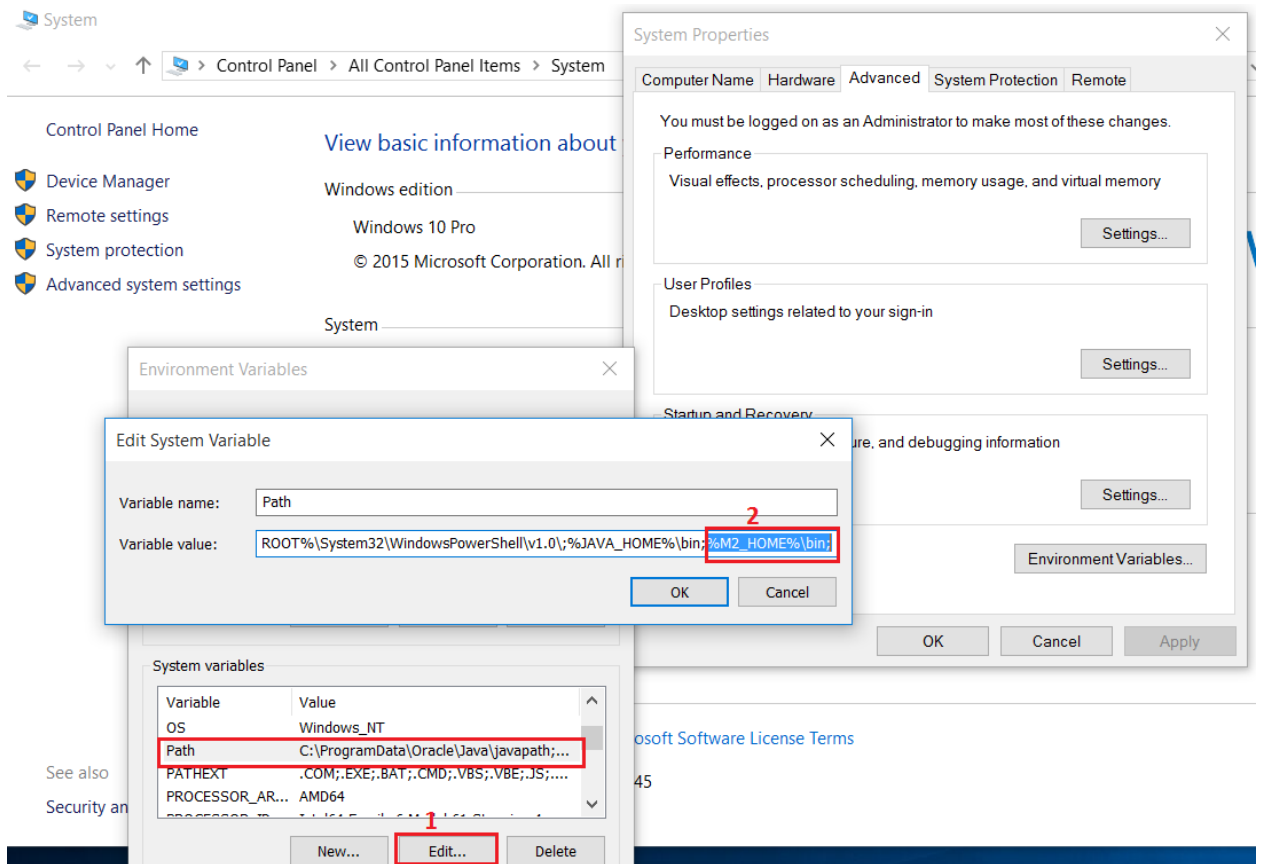 System
Control Panel > All Control Panel Items > System
Control Panel Home
Device Manager
Remote settings
System protection
Advanced system settings
See also
Security an
View basic information about
Windows edition
Windows 10 Pro
© 2015 Microsoft Corporation. All ri
System
osoft Software License Terms
45
System Properties
Computer Name Hardware Advanced System Protection Remote
You must be logged on as an Administrator to make most of these changes.
Performance
Visual effects, processor scheduling, memory usage, and virtual memory
Settings...
User Profiles
Desktop settings related to your sign-in
Settings...
Startup and Recovery
ure, and debugging information
Settings...
Environment Variables...
OK Cancel Apply
Environment Variables
Edit System Variable
Variable name: Path
2
Variable value: ROOT%\System32\WindowsPowerShell\v1.0\;%JAVA_HOME%\bin;%M2_HOME%\bin;
OK Cancel
System variables
Variable Value
OS Windows_NT
Path C:\ProgramData\Oracle\Java\javapath;...
PATHEXT .COM;.EXE;.BAT;.CMD;.VBS;.VBE;.JS;....
PROCESSOR_AR... AMD64
1
New... Edit... Delete